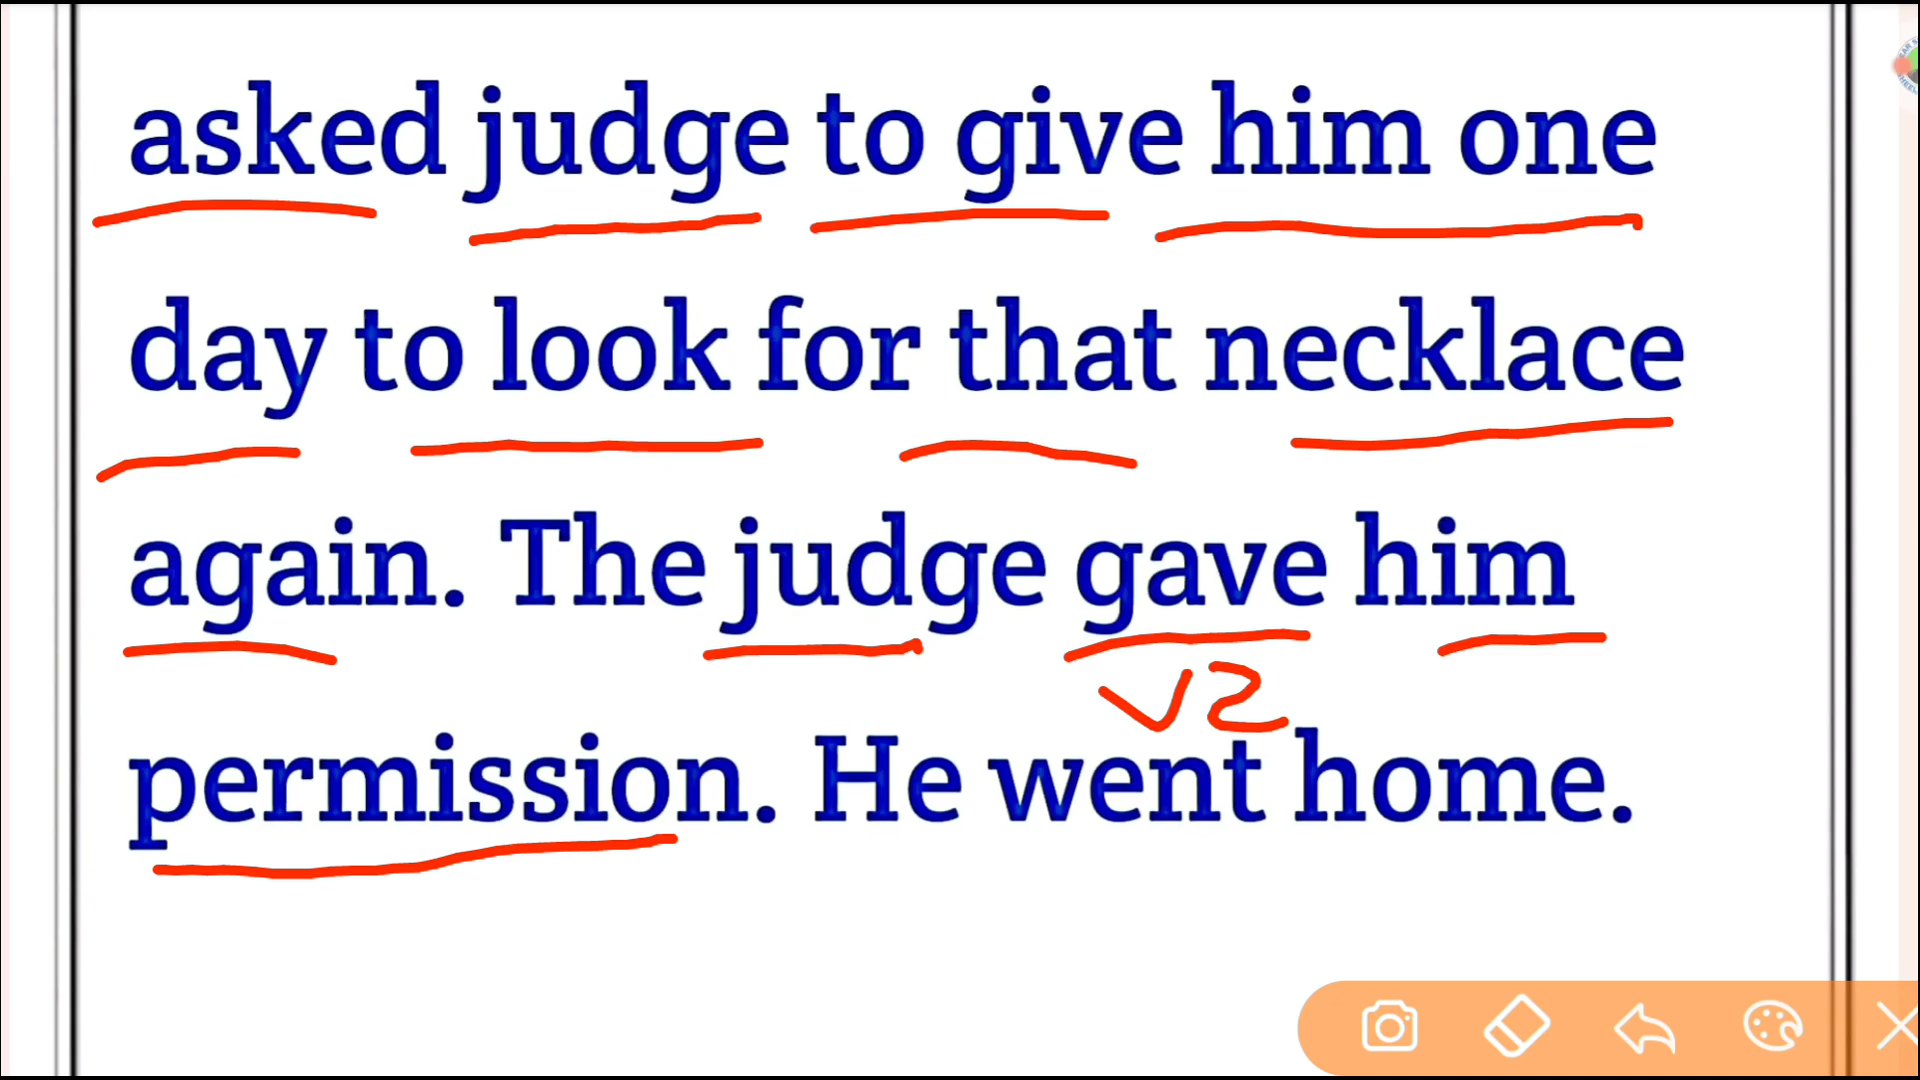 asked judge to give him one
day to look for that necklace
again. The judge gave him
V2
permission. He went home.